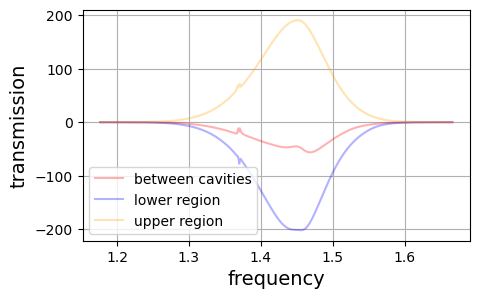 200
100
0
−100
−200
transmission
between cavities
lower region
upper region
1.2 1.3 1.4 1.5 1.6
frequency